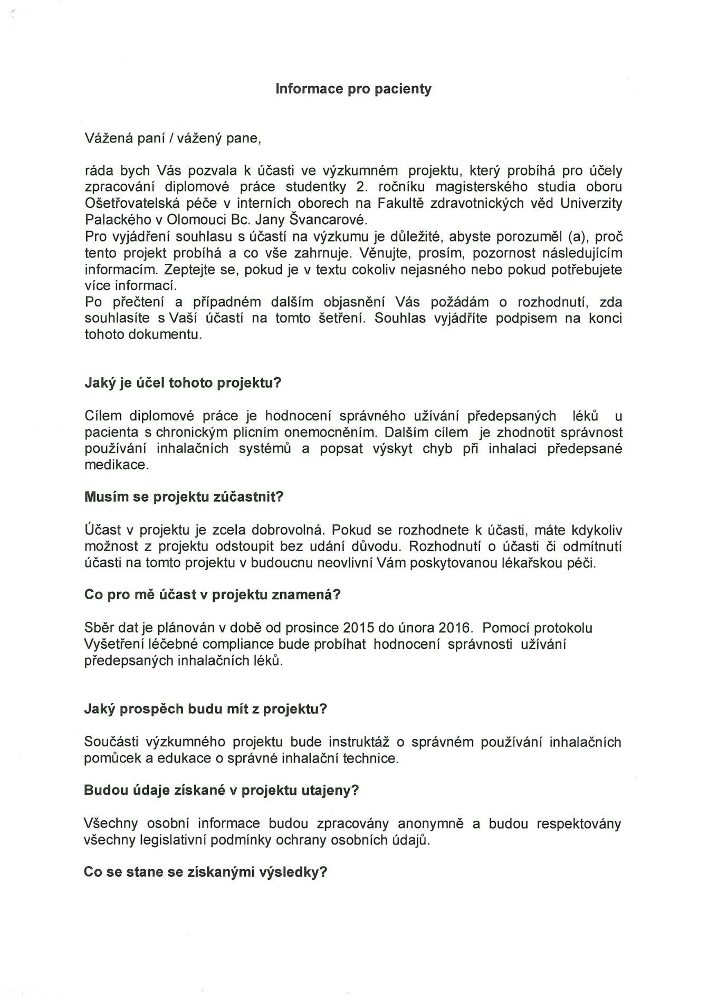 Informace pro pacienty
Vážená paní / vážený pane,
ráda bych Vás pozvala k účasti ve výzkumném projektu, který probíhá pro účely
zpracování diplomové práce studentky 2. ročníku magisterského studia oboru
Ošetřovatelská péče v interních oborech na Fakultě zdravotnických věd Univerzity
Palackého v Olomouci Bc. Jany Švancarové.
Pro vyjádření souhlasu s účastí na výzkumu je důležité, abyste porozuměl (a), proč
tento projekt probíhá a co vše zahrnuje. Věnujte, prosím, pozornost následujícím
informacím. Zeptejte se, pokud je v textu cokoliv nejasného nebo pokud potřebujete
více informací.
Po přečtení a případném dalším objasnění Vás požádám o rozhodnutí, zda
souhlasíte s Vaší účastí na tomto šetření. Souhlas vyjádříte podpisem na konci
tohoto dokumentu.
Jaký je účel tohoto projektu?
Cílem diplomové práce je hodnocení správného užívání předepsaných léků u
pacienta s chronickým plicním onemocněním. Dalším cílem je zhodnotit správnost
používání inhalačních systémů a popsat výskyt chyb při inhalaci předepsané
medikace.
Musím se projektu zúčastnit?
Účast v projektu je zcela dobrovolná. Pokud se rozhodnete k účasti, máte kdykoliv
možnost z projektu odstoupit bez udání důvodu. Rozhodnutí o účasti či odmítnutí
účasti na tomto projektu v budoucnu neovlivní Vám poskytovanou lékařskou péči.
Co pro mě účast v projektu znamená?
Sběr dat je plánován v době od prosince 2015 do února 2016. Pomocí protokolu
Vyšetření léčebné compliance bude probíhat hodnocení správnosti užívání
předepsaných inhalačních léků.
Jaký prospěch budu mít z projektu?
Součásti výzkumného projektu bude instruktáž o správném používání inhalačních
pomůcek a edukace o správné inhalační technice.
Budou údaje získané v projektu utajeny?
Všechny osobní informace budou zpracovány anonymně a budou respektovány
všechny legislativní podmínky ochrany osobních údajů.
Co se stane se získanými výsledky?